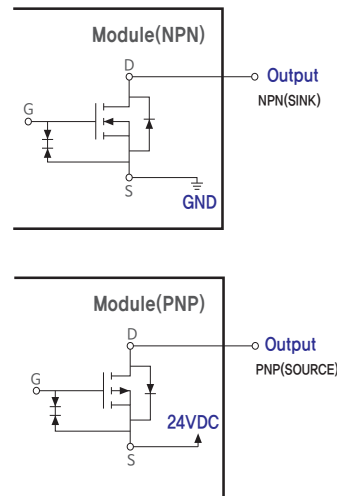 Module(NPN)
D
Output
NPN(SINK)
G
S
GND
Module(PNP)
D
Output
PNP(SOURCE)
G
24VDC
S